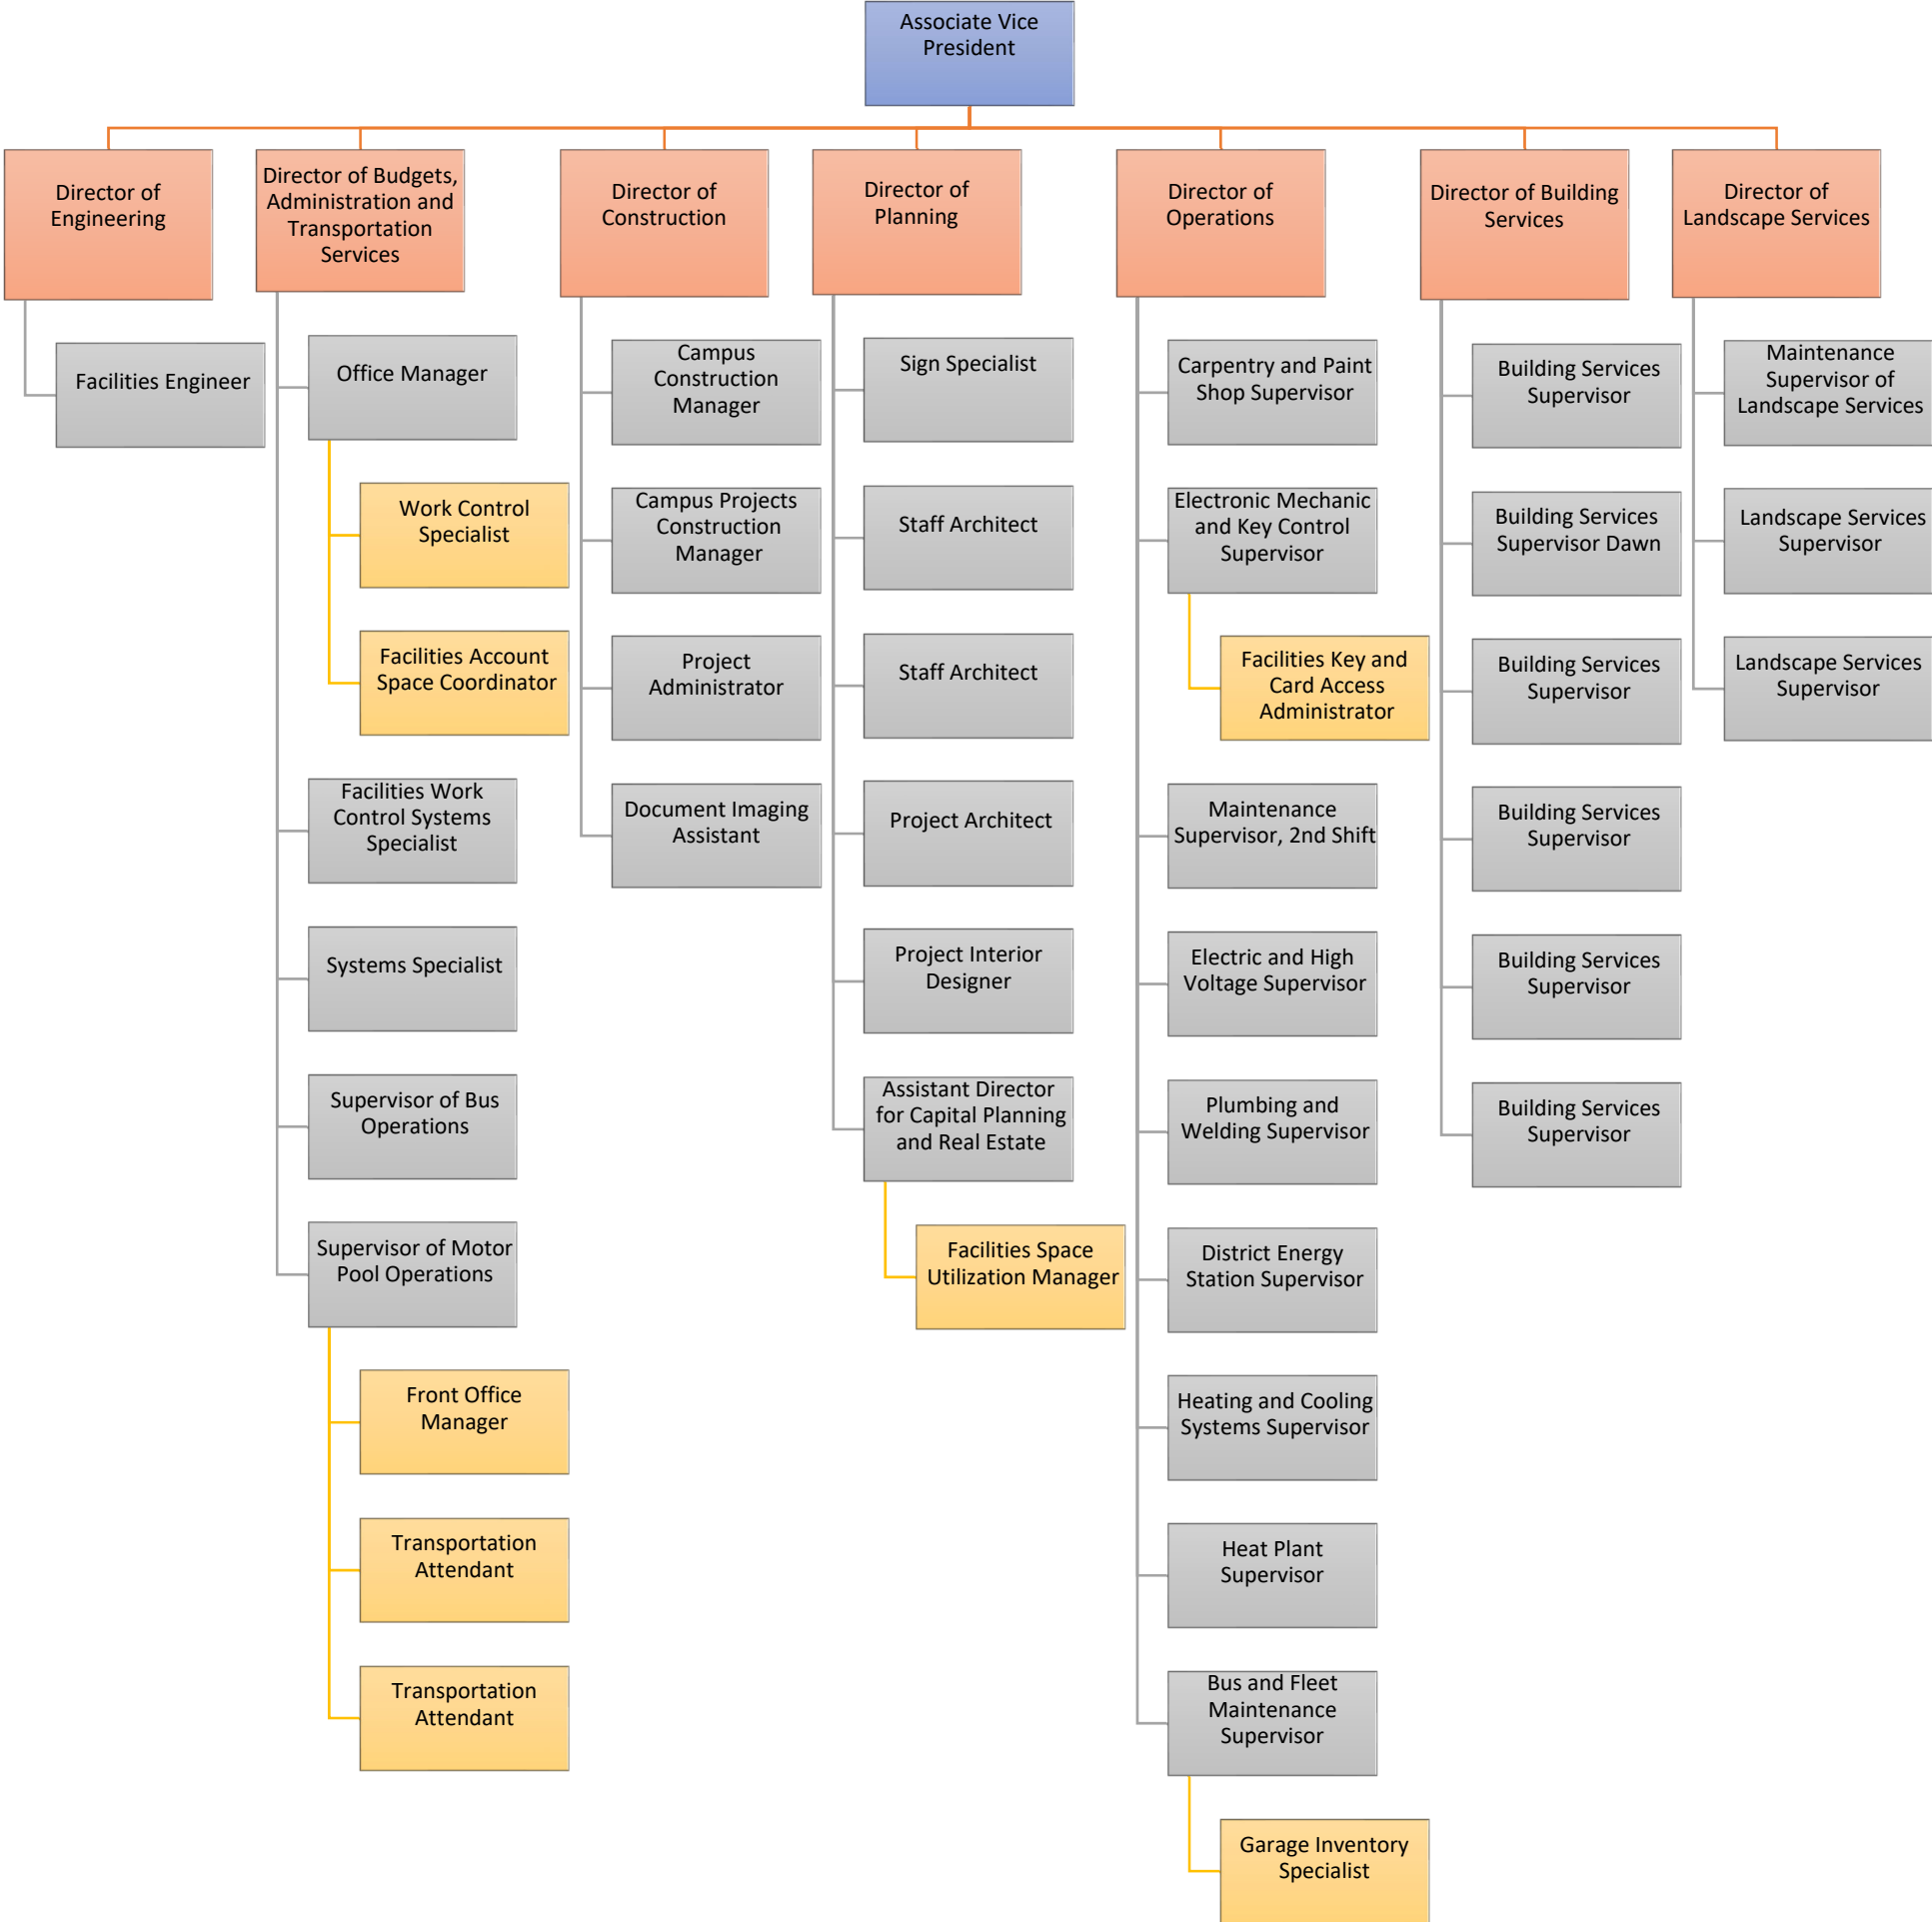 Associate Vice
President
Director of
Engineering
Facilities Engineer
Director of Budgets,
Administration and
Transportation
Services
Office Manager
Work Control
Specialist
Facilities Account
Space Coordinator
Facilities Work
Control Systems
Specialist
Systems Specialist
Supervisor of Bus
Operations
Supervisor of Motor
Pool Operations
Front Office
Manager
Transportation
Attendant
Transportation
Attendant
Director of
Construction
Campus
Construction
Manager
Campus Projects
Construction
Manager
Project
Administrator
Document Imaging
Assistant
Director of
Planning
Sign Specialist
Staff Architect
Staff Architect
Project Architect
Project Interior
Designer
Assistant Director
for Capital Planning
and Real Estate
Facilities Space
Utilization Manager
Director of
Operations
Carpentry and Paint
Shop Supervisor
Electronic Mechanic
and Key Control
Supervisor
Facilities Key and
Card Access
Administrator
Maintenance
Supervisor, 2nd Shift
Electric and High
Voltage Supervisor
Plumbing and
Welding Supervisor
District Energy
Station Supervisor
Heating and Cooling
Systems Supervisor
Heat Plant
Supervisor
Bus and Fleet
Maintenance
Supervisor
Garage Inventory
Specialist
Director of Building
Services
Building Services
Supervisor
Building Services
Supervisor Dawn
Building Services
Supervisor
Building Services
Supervisor
Building Services
Supervisor
Building Services
Supervisor
Director of
Landscape Services
Maintenance
Supervisor of
Landscape Services
Landscape Services
Supervisor
Landscape Services
Supervisor